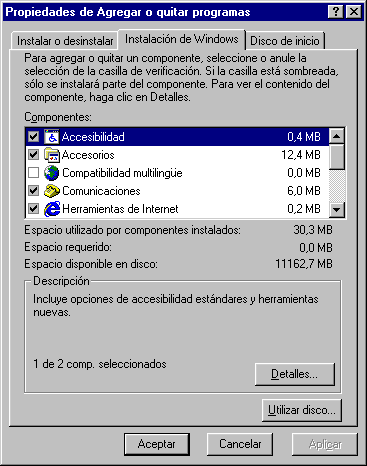 Propiedades de Agregar o quitar programas
Instalar o desinstalar
Instalación de Windows
Disco de inicio
Para agregar o quitar un componente, seleccione o anule la
selección de la casilla de verificación. Si la casilla está sombreada,
sólo se instalará parte del componente. Para ver el contenido del
componente, haga clic en Detalles.
Componentes:
Accesibilidad 0,4 MB
Accesorios 12,4 MB
Compatibilidad multilingüe 0,0 MB
Comunicaciones 6,0 MB
Herramientas de Internet 0,2 MB
Espacio utilizado por componentes instalados: 30,3 MB
Espacio requerido: 0,0 MB
Espacio disponible en disco: 11162,7 MB
Descripción
Incluye opciones de accesibilidad estándares y herramientas
nuevas.
1 de 2 comp. seleccionados
Detalles...
Utilizar disco...
Aceptar
Cancelar
Aplicar